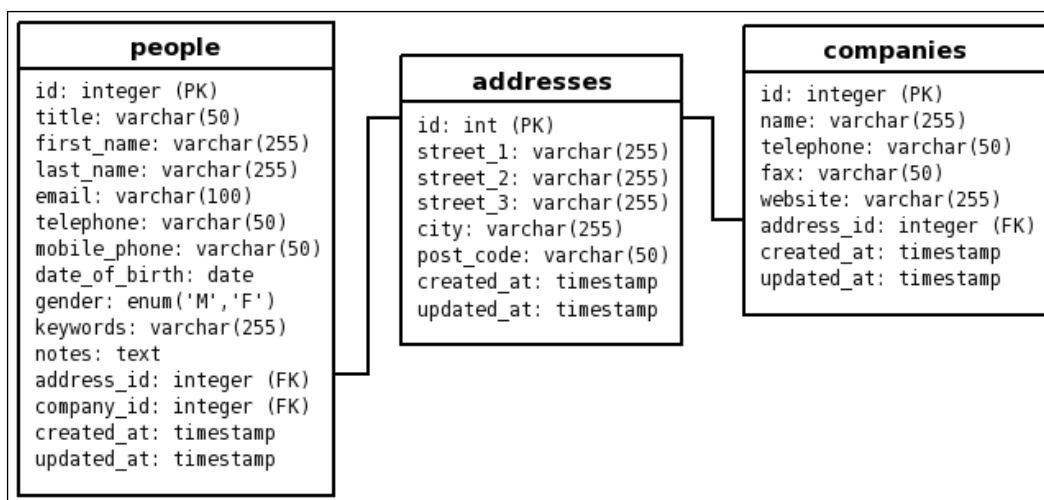 people
id: integer (PK)
title: varchar(50)
first_name: varchar(255)
last_name: varchar(255)
email: varchar(100)
telephone: varchar(50)
mobile_phone: varchar(50)
date_of_birth: date
gender: enum('M','F')
keywords: varchar(255)
notes: text
address_id: integer (FK)
company_id: integer (FK)
created_at: timestamp
updated_at: timestamp
addresses
id: int (PK)
street_1: varchar(255)
street_2: varchar(255)
street_3: varchar(255)
city: varchar(255)
post_code: varchar(50)
created_at: timestamp
updated_at: timestamp
companies
id: integer (PK)
name: varchar(255)
telephone: varchar(50)
fax: varchar(50)
website: varchar(255)
address_id: integer (FK)
created_at: timestamp
updated_at: timestamp